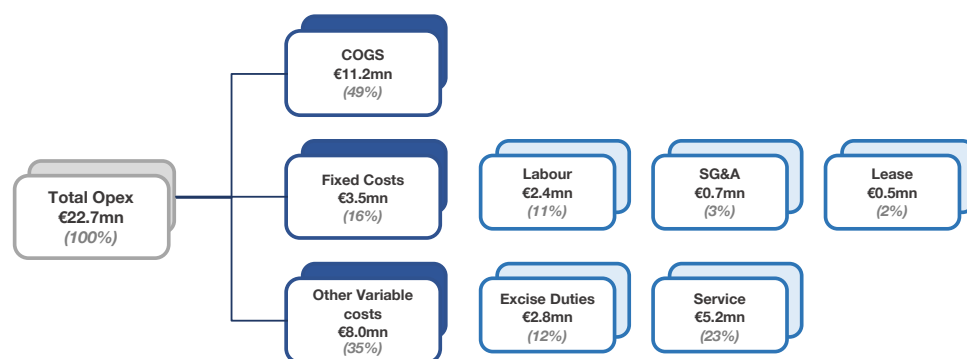 COGS
€11.2mn
(49%)
Total Opex
€22.7mn
(100%)
Fixed Costs
€3.5mn
(16%)
Labour
€2.4mn
(11%)
SG&A
€0.7mn
(3%)
Lease
€0.5mn
(2%)
Other Variable
costs
€8.0mn
(35%)
Excise Duties
€2.8mn
(12%)
Service
€5.2mn
(23%)